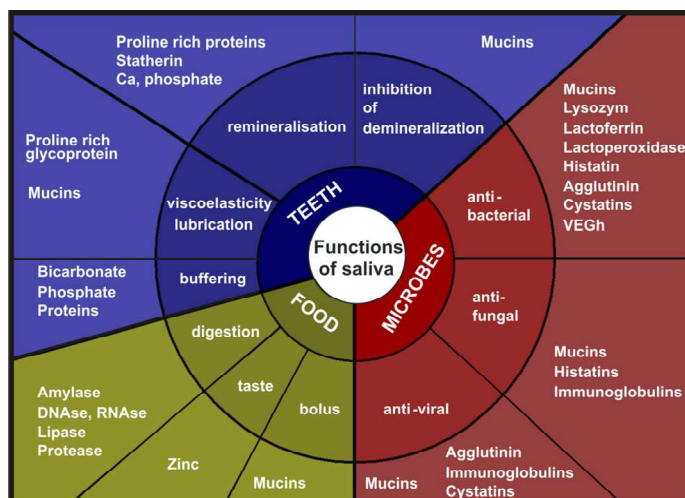 Functions
of saliva
TEETH
remineralisation
Proline rich proteins
Statherin
Ca, phosphate
inhibition
of
demineralization
Mucins
viscoelasticity
lubrication
Proline rich
glycoprotein
Mucins
buffering
Bicarbonate
Phosphate
Proteins
MICROBES
anti-
bacterial
Mucins
Lysozym
Lactoferrin
Lactoperoxidase
Histatin
Agglutinin
Cystatins
VEGh
anti-
fungal
Mucins
Histatins
Immunoglobulins
anti-viral
Mucins
Agglutinin
Immunoglobulins
Cystatins
FOOD
digestion
Amylase
DNAse, RNAse
Lipase
Protease
taste
Zinc
bolus
Mucins